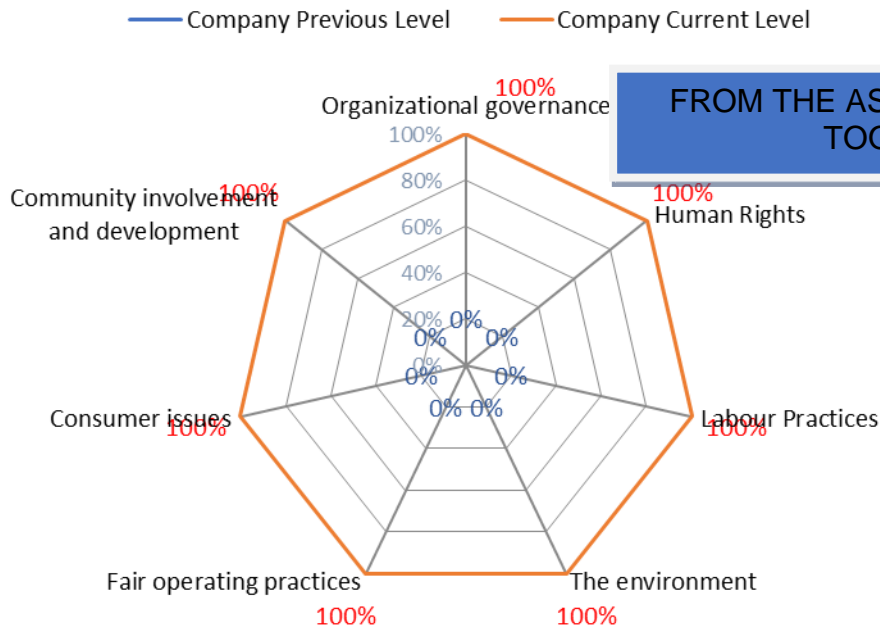 Company Previous Level
Company Current Level
FROM THE AS
TOO
100%
Organizational governance
100%
80%
60%
40%
20%
0%
100%
Human Rights
100%
Community involvement
and development
0%
0%
0%
0%
0%
0%
0%
Consumer issues
100%
Labour Practices
100%
Fair operating practices
100%
The environment
100%